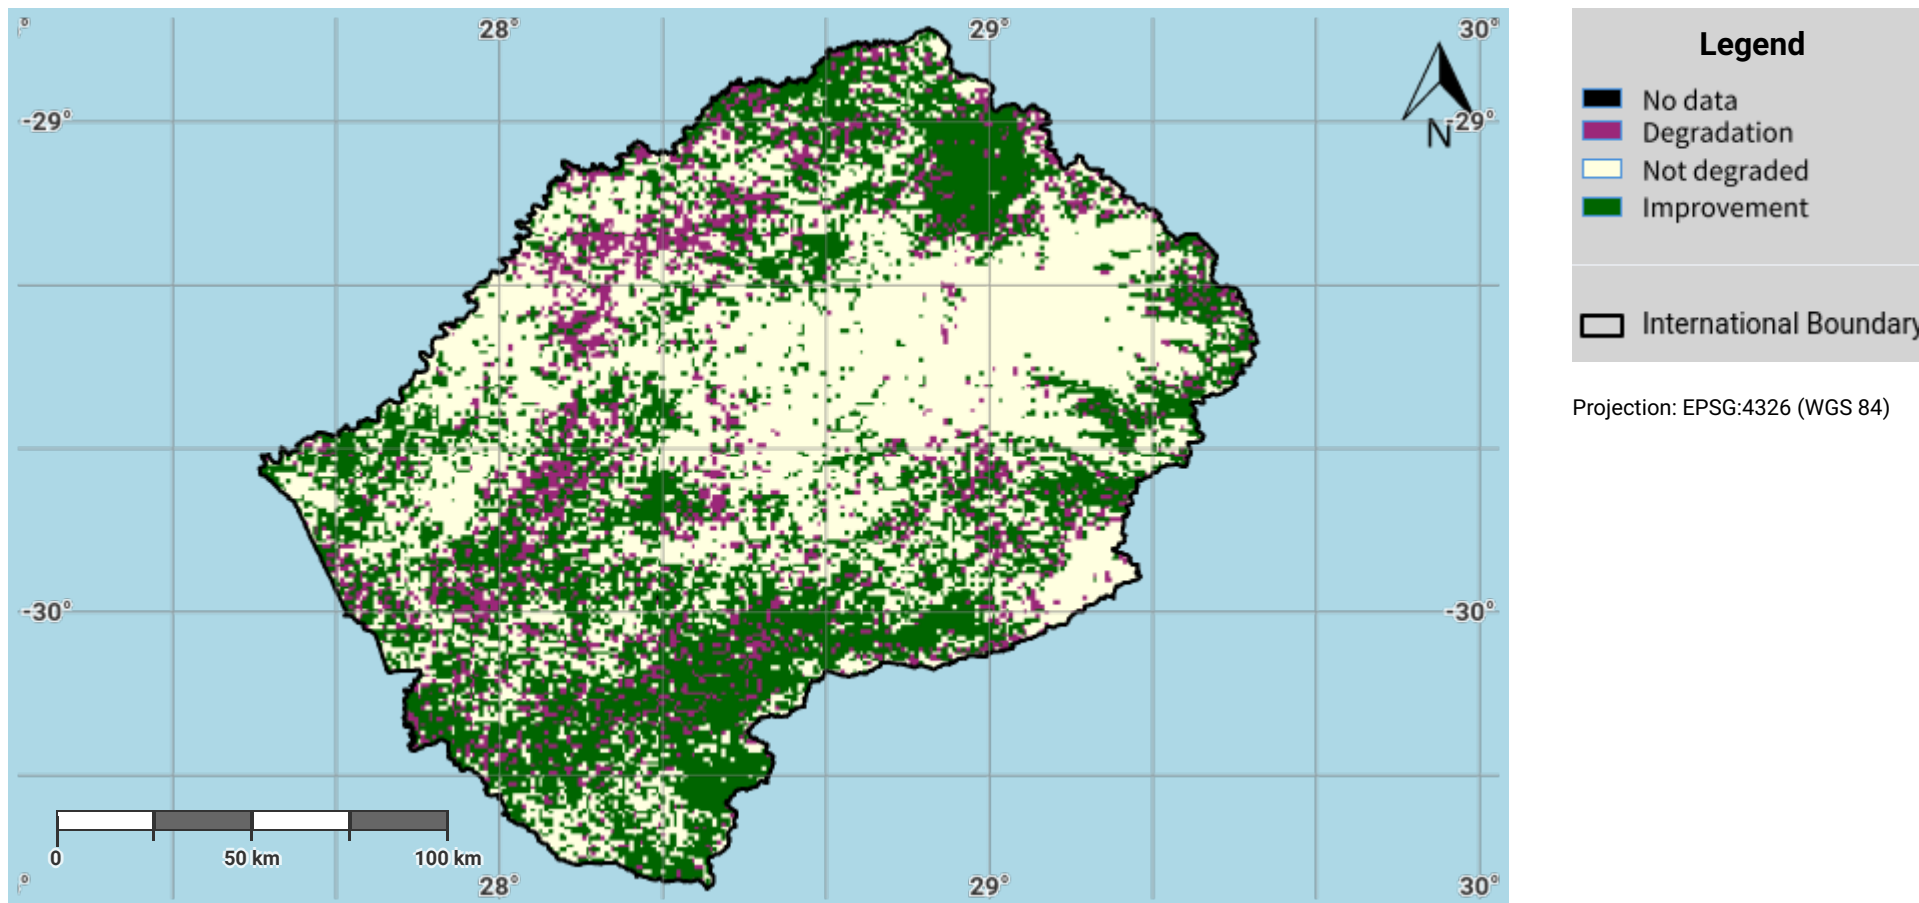 28°
29°
30°
-29°
-29°
N
-30°
-30°
0
50 km
100 km
28°
29°
30°
Legend
No data
Degradation
Not degraded
Improvement
International Boundary
Projection: EPSG:4326 (WGS 84)